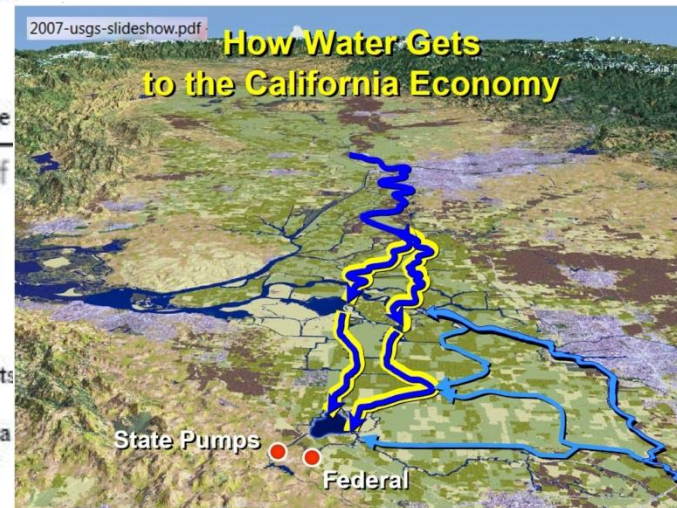 2007-usgs-slideshow.pdf
How Water Gets
to the California Economy
State Pumps
Federal